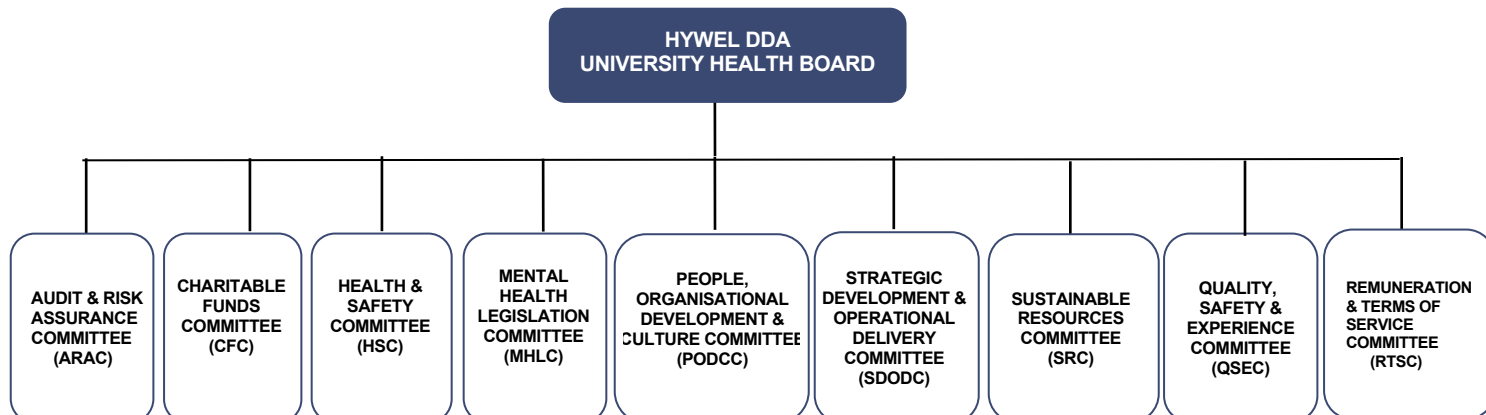 HYWEL DDA
UNIVERSITY HEALTH BOARD
AUDIT & RISK
ASSURANCE
COMMITTEE
(ARAC)
CHARITABLE
FUNDS
COMMITTEE
(CFC)
HEALTH &
SAFETY
COMMITTEE
(HSC)
MENTAL
HEALTH
LEGISLATION
COMMITTEE
(MHLC)
PEOPLE,
ORGANISATIONAL
DEVELOPMENT &
CULTURE COMMITTEE
(PODCC)
STRATEGIC
DEVELOPMENT &
OPERATIONAL
DELIVERY
COMMITTEE
(SDODC)
SUSTAINABLE
RESOURCES
COMMITTEE
(SRC)
QUALITY,
SAFETY &
EXPERIENCE
COMMITTEE
(QSEC)
REMUNERATION
& TERMS OF
SERVICE
COMMITTEE
(RTSC)